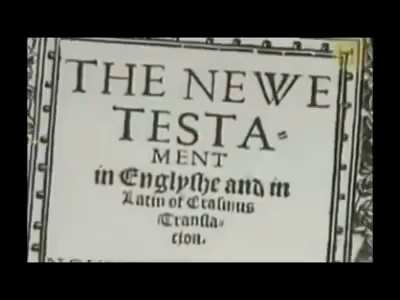 THE NEWE
TESTA=
MENT
in Englyshe and in
Latin of Erasmus
Transla=
cion.